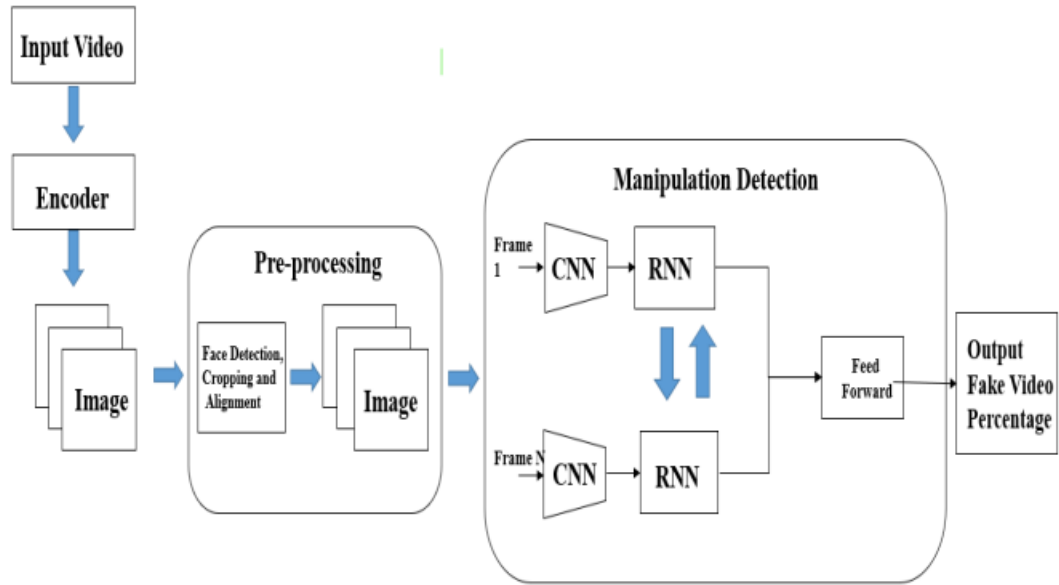 Input Video
Encoder
Image
Pre-processing
Face Detection,
Cropping and
Alignment
Image
Manipulation Detection
Frame
1
CNN
RNN
Frame N
CNN
RNN
Feed
Forward
Output
Fake Video
Percentage